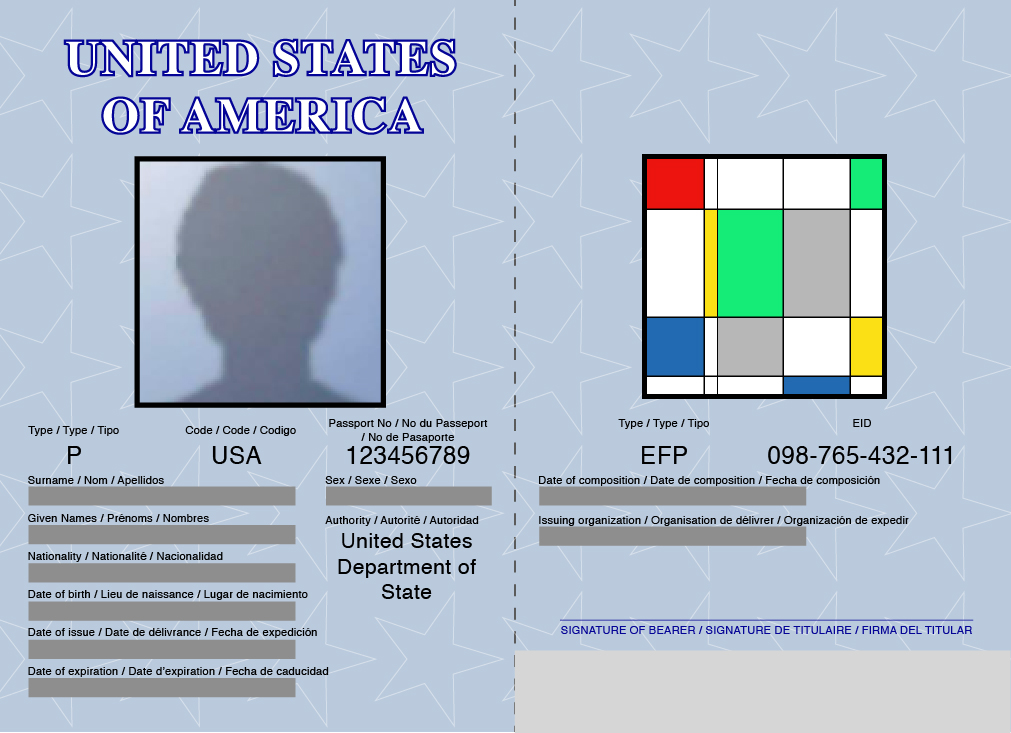 UNITED STATES
OF AMERICA
Type / Type / Tipo
Code / Code / Codigo
Passport No / No du Passeport
/ No de Pasaporte
P
USA
123456789
Surname / Nom / Apellidos
Sex / Sexe / Sexo
Given Names / Prénoms / Nombres
Authority / Autorité / Autoridad
United States
Department of
State
Nationality / Nationalité / Nacionalidad
Date of birth / Lieu de naissance / Lugar de nacimiento
Date of issue / Date de délivrance / Fecha de expedición
Date of expiration / Date d'expiration / Fecha de caducidad
Type / Type / Tipo
EID
EFP
098-765-432-111
Date of composition / Date de composition / Fecha de composición
Issuing organization / Organisation de délivrer / Organización de expedir
SIGNATURE OF BEARER / SIGNATURE DE TITULAIRE / FIRMA DEL TITULAR